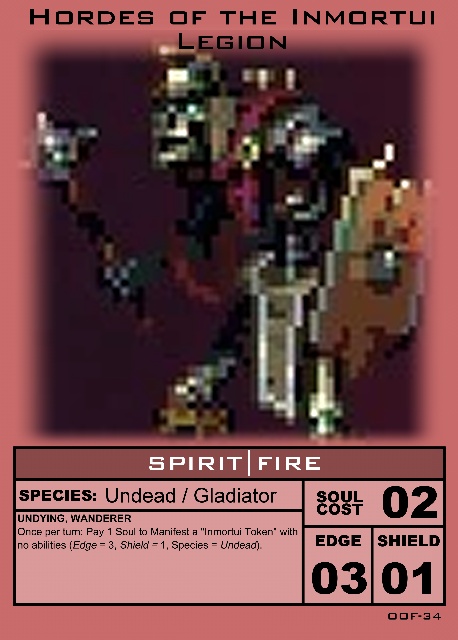 Hordes of the Inmortui
Legion
SPIRIT|FIRE
SPECIES: Undead / Gladiator
SOUL COST 02
UNDYING, WANDERER
Once per turn: Pay 1 Soul to Manifest a "Inmortui Token" with
no abilities (Edge = 3, Shield = 1, Species = Undead).
EDGE SHIELD
03 01
OOF-34